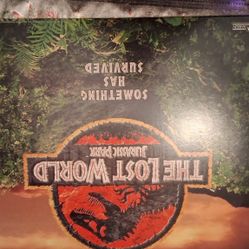 SOMETHING
HAS
SURVIVED
THE LOST WORLD
JURASSIC PARK